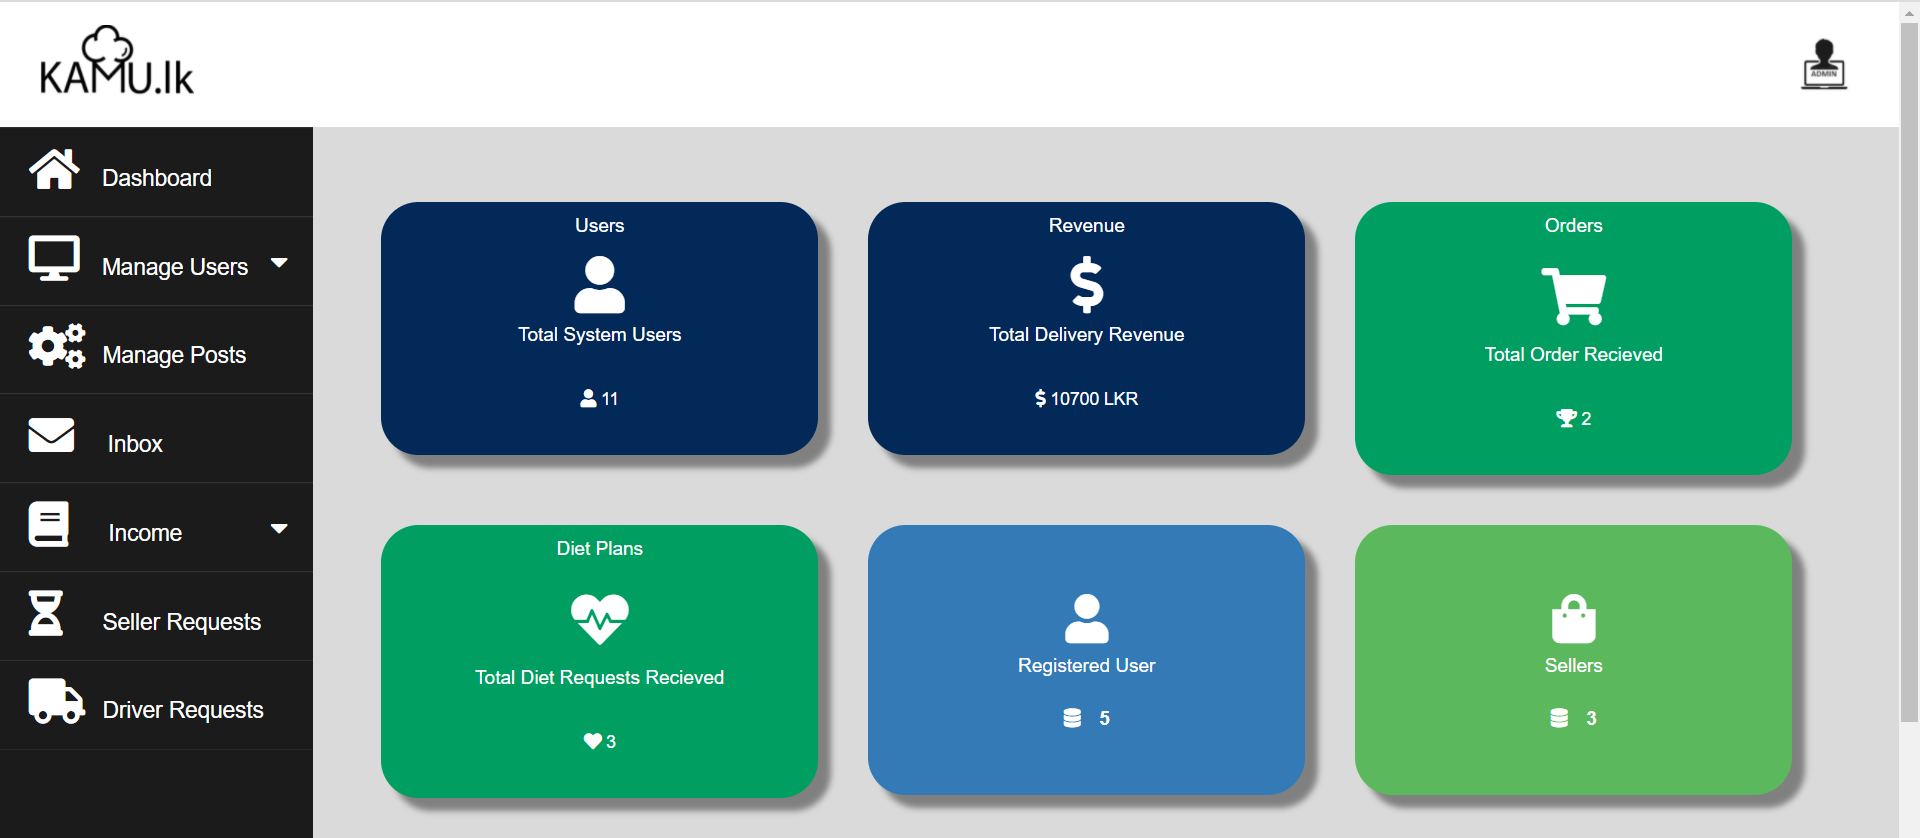 KAMU.lk
ADMIN
Dashboard
Manage Users
Manage Posts
Inbox
Income
Seller Requests
Driver Requests
Users
Total System Users
11
Revenue
Total Delivery Revenue
$ 10700 LKR
Orders
Total Order Recieved
2
Diet Plans
Total Diet Requests Recieved
3
Registered User
5
Sellers
3